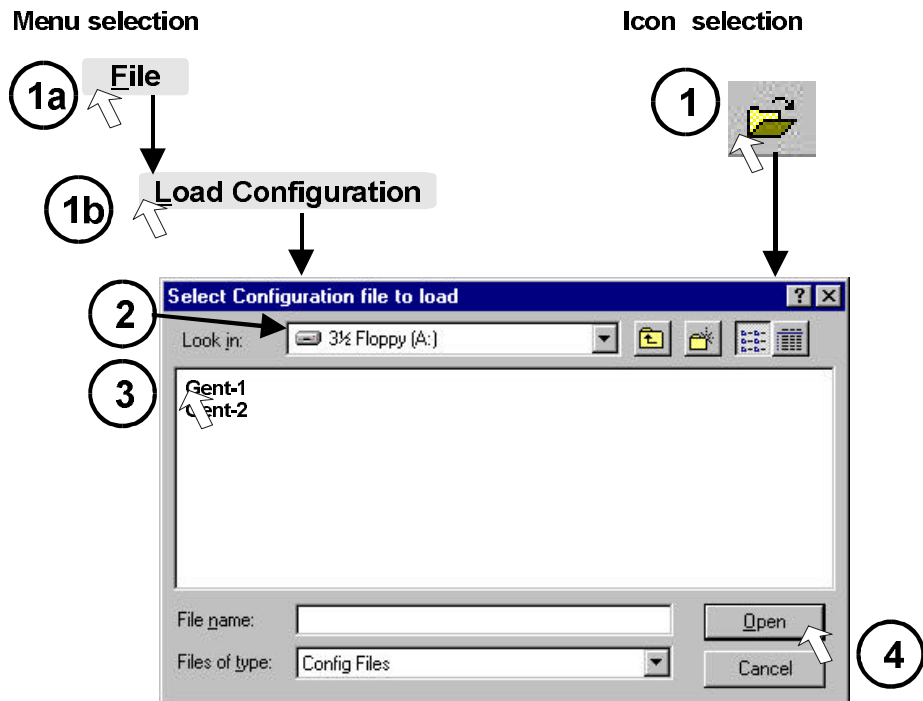 Menu selection
Icon selection
1a
File
1
1b
Load Configuration
Select Configuration file to load
2
Look in:
3½ Floppy (A:)
3
Gent-1
Gent-2
File name:
Open
Files of type:
Config Files
Cancel
4